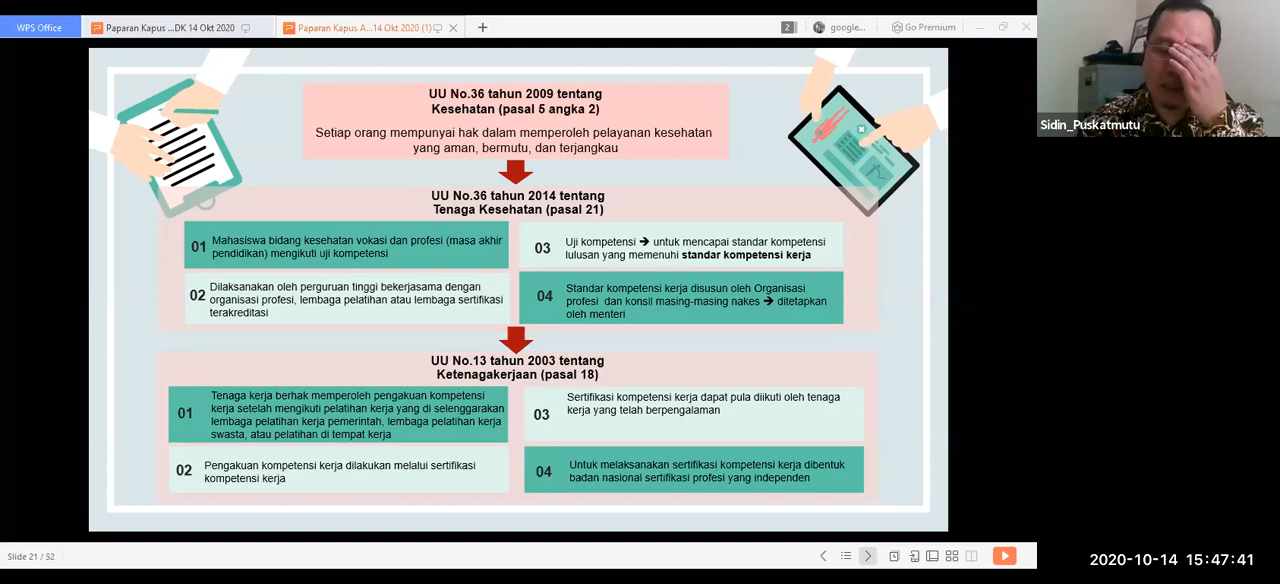 WPS Office
Paparan Kapus ...DK 14 Okt 2020
Paparan Kapus A...14 Okt 2020 (1)
2
google...
Go Premium
UU No.36 tahun 2009 tentang
Kesehatan (pasal 5 angka 2)
Setiap orang mempunyai hak dalam memperoleh pelayanan kesehatan
yang aman, bermutu, dan terjangkau
UU No.36 tahun 2014 tentang
Tenaga Kesehatan (pasal 21)
01
Mahasiswa bidang kesehatan vokasi dan profesi (masa akhir
pendidikan) mengikuti uji kompetensi
02
Dilaksanakan oleh perguruan tinggi bekerjasama dengan
organisasi profesi, lembaga pelatihan atau lembaga sertifikasi
terakreditasi
03
Uji kompetensi ➔ untuk mencapai standar kompetensi
lulusan yang memenuhi standar kompetensi kerja
04
Standar kompetensi kerja disusun oleh Organisasi
profesi dan konsil masing-masing nakes ➔ ditetapkan
oleh menteri
UU No.13 tahun 2003 tentang
Ketenagakerjaan (pasal 18)
01
Tenaga kerja berhak memperoleh pengakuan kompetensi
kerja setelah mengikuti pelatihan kerja yang di selenggarakan
lembaga pelatihan kerja pemerintah, lembaga pelatihan kerja
swasta, atau pelatihan di tempat kerja
02
Pengakuan kompetensi kerja dilakukan melalui sertifikasi
kompetensi kerja
03
Sertifikasi kompetensi kerja dapat pula diikuti oleh tenaga
kerja yang telah berpengalaman
04
Untuk melaksanakan sertifikasi kompetensi kerja dibentuk
badan nasional sertifikasi profesi yang independen
Slide 21 / 52
Sidin_Puskatmutu
2020-10-14 15:47:41